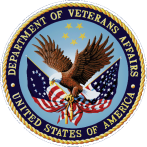 DEPARTMENT OF VETERANS AFFAIRS
UNITED STATES OF AMERICA